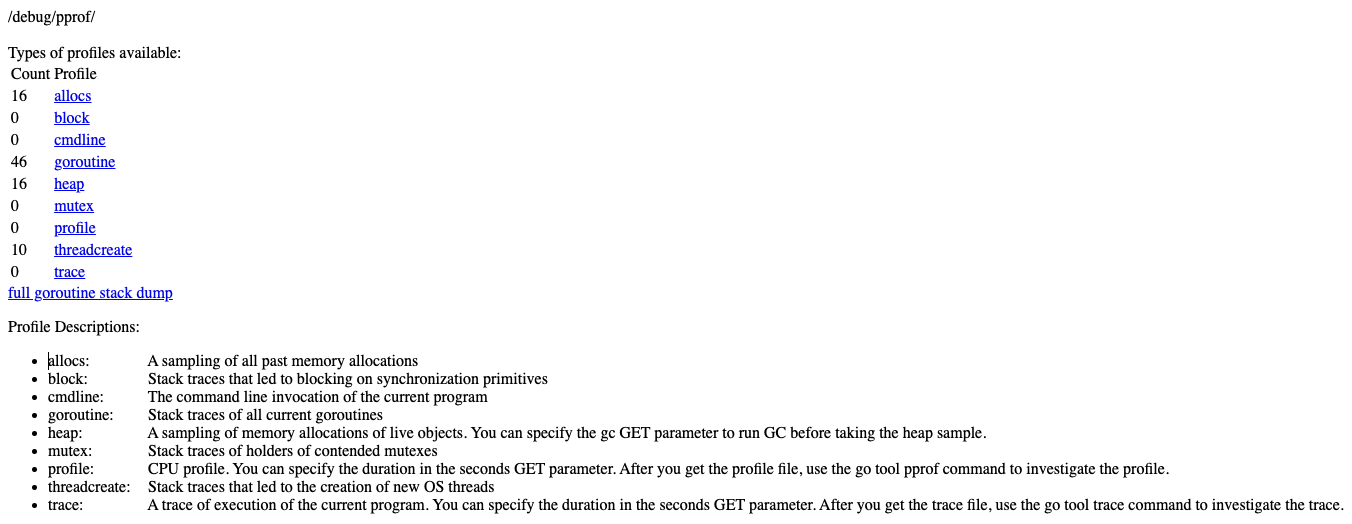 /debug/pprof/
Types of profiles available:
Count Profile
16 allocs
0 block
0 cmdline
46 goroutine
16 heap
0 mutex
0 profile
10 threadcreate
0 trace
full goroutine stack dump
Profile Descriptions:
• allocs: A sampling of all past memory allocations
• block: Stack traces that led to blocking on synchronization primitives
• cmdline: The command line invocation of the current program
• goroutine: Stack traces of all current goroutines
• heap: A sampling of memory allocations of live objects. You can specify the gc GET parameter to run GC before taking the heap sample.
• mutex: Stack traces of holders of contended mutexes
• profile: CPU profile. You can specify the duration in the seconds GET parameter. After you get the profile file, use the go tool pprof command to investigate the profile.
• threadcreate: Stack traces that led to the creation of new OS threads
• trace: A trace of execution of the current program. You can specify the duration in the seconds GET parameter. After you get the trace file, use the go tool trace command to investigate the trace.